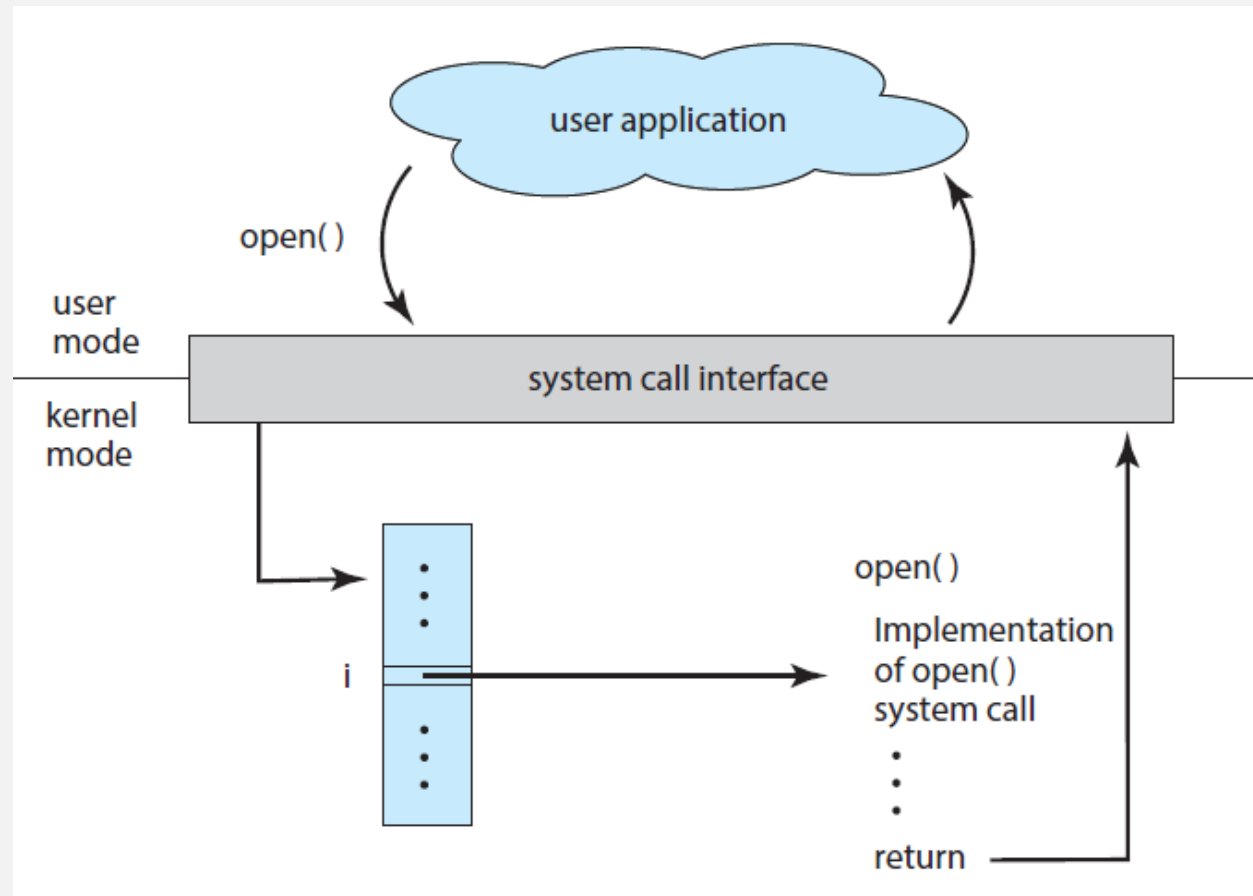 user application
open( )
user
mode
system call interface
kernel
mode
open( )
Implementation
of open( )
system call
i
return